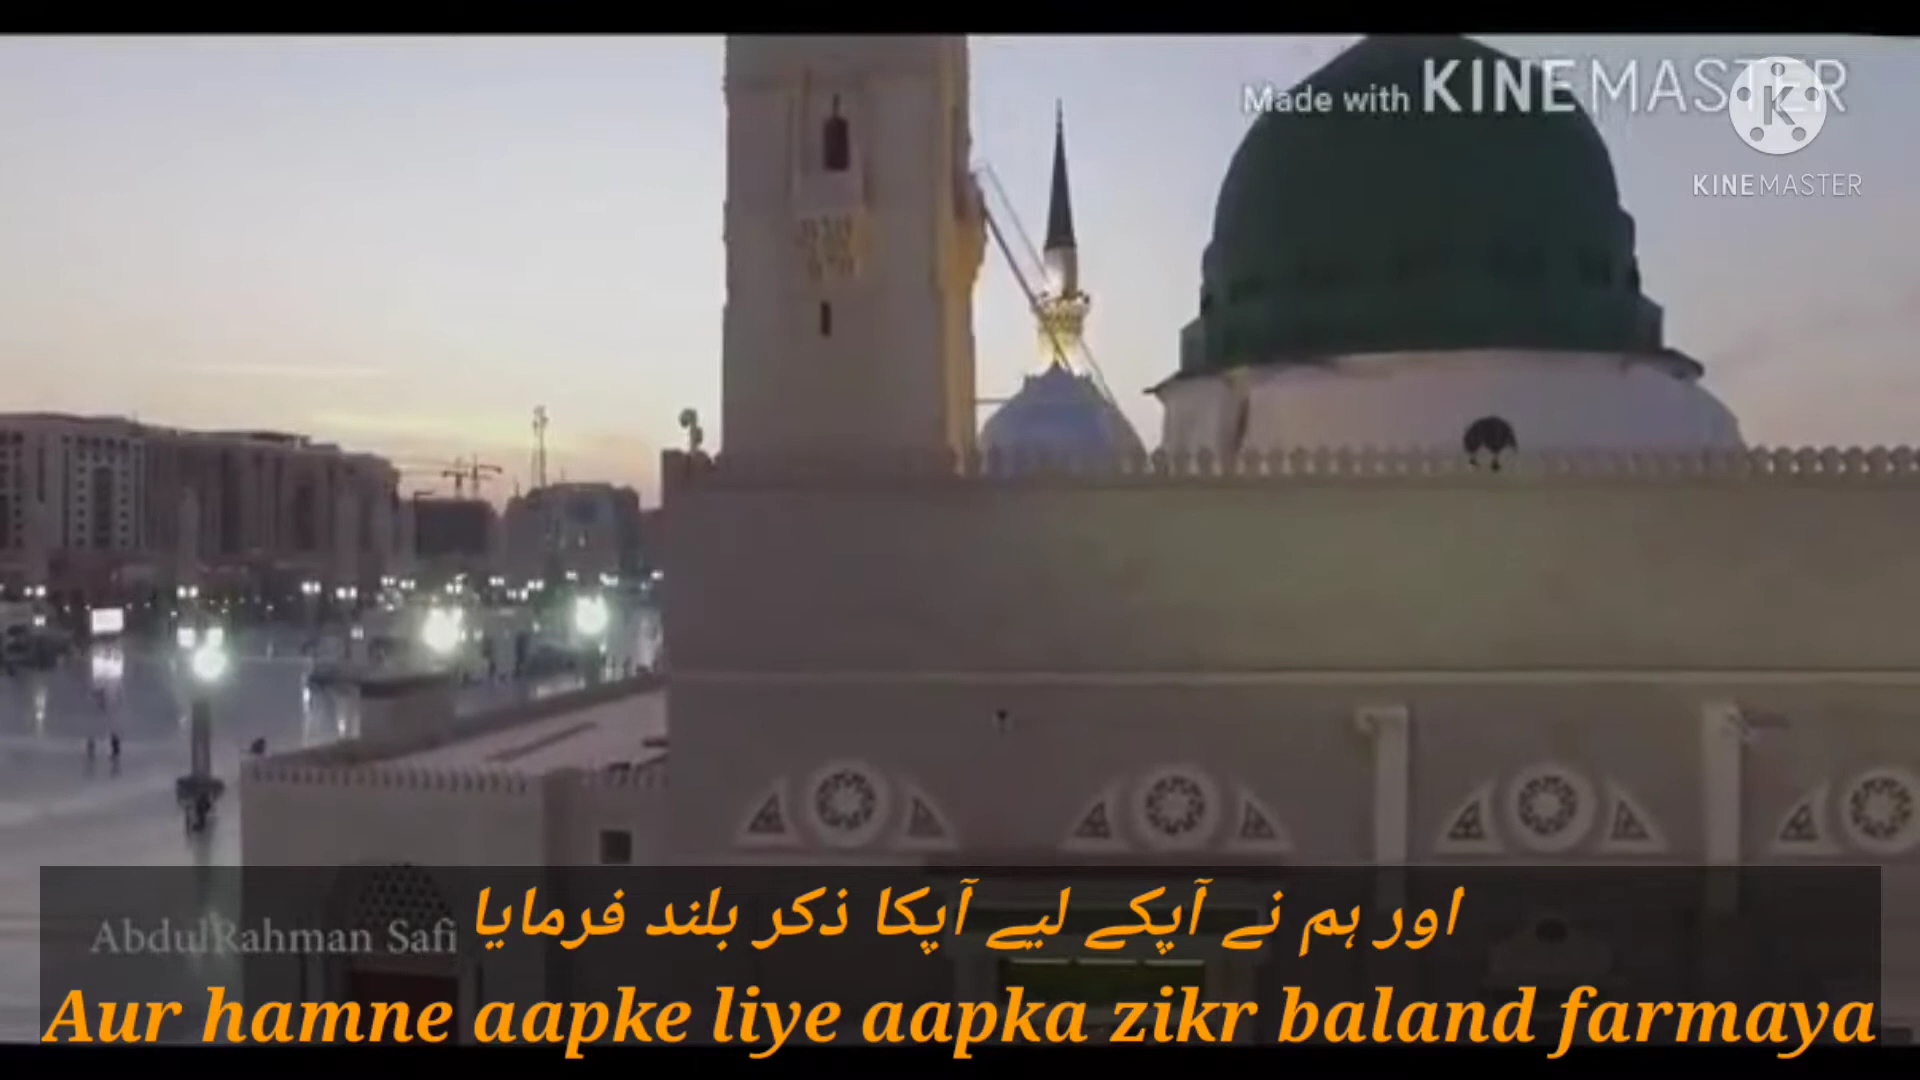 Made with KINEMASTER
K
KINEMASTER
اور ہم نے آپکے لیے آپکا ذکر بلند فرمایا
AbdulRahman Safi
Aur hamne aapke liye aapka zikr baland farmaya